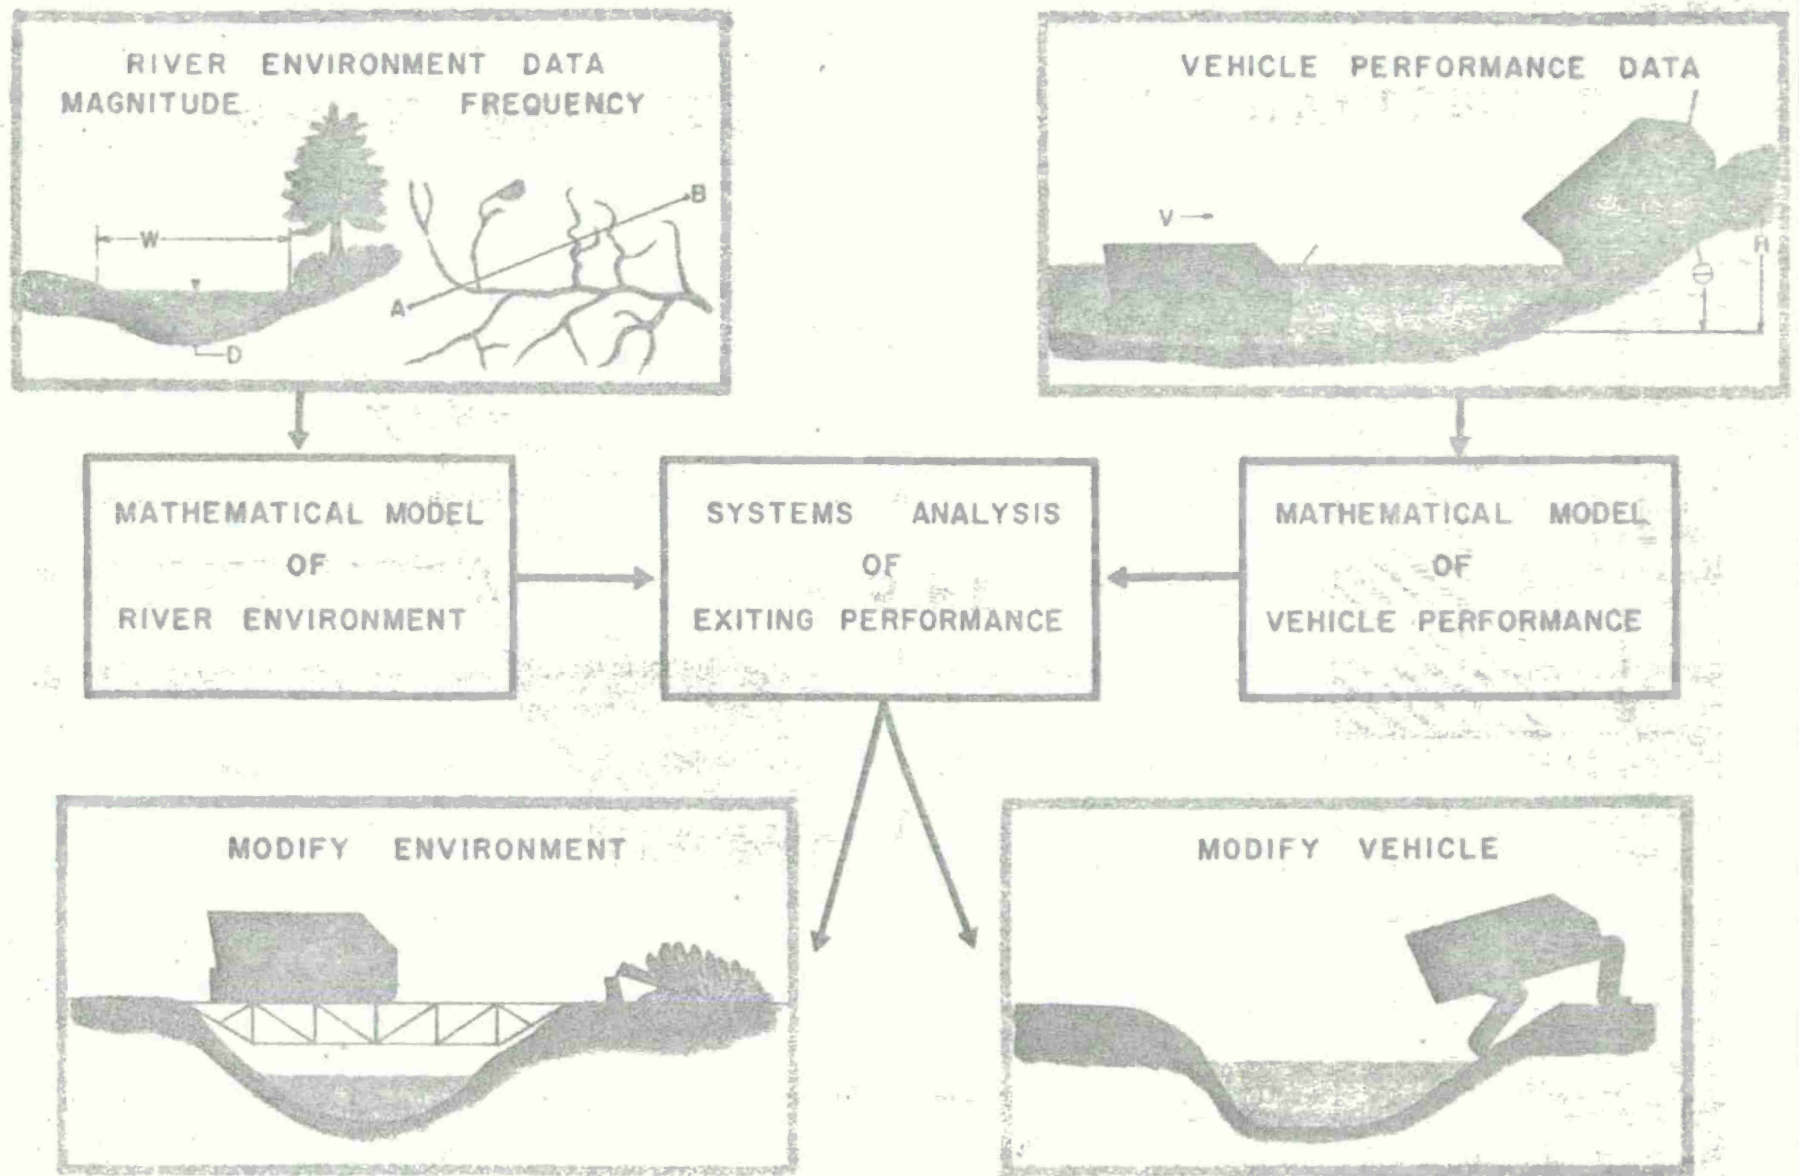 RIVER ENVIRONMENT DATA
MAGNITUDE FREQUENCY
W
D
A
B
VEHICLE PERFORMANCE DATA
V
Θ
MATHEMATICAL MODEL
OF
RIVER ENVIRONMENT
SYSTEMS ANALYSIS
OF
EXITING PERFORMANCE
MATHEMATICAL MODEL
OF
VEHICLE PERFORMANCE
MODIFY ENVIRONMENT
MODIFY VEHICLE